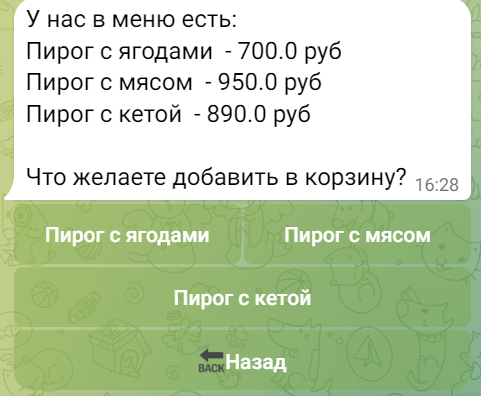 У нас в меню есть:
Пирог с ягодами  - 700.0 руб
Пирог с мясом  - 950.0 руб
Пирог с кетой  - 890.0 руб
Что желаете добавить в корзину? 16:28
Пирог с ягодами
Пирог с мясом
Пирог с кетой
BACK Назад